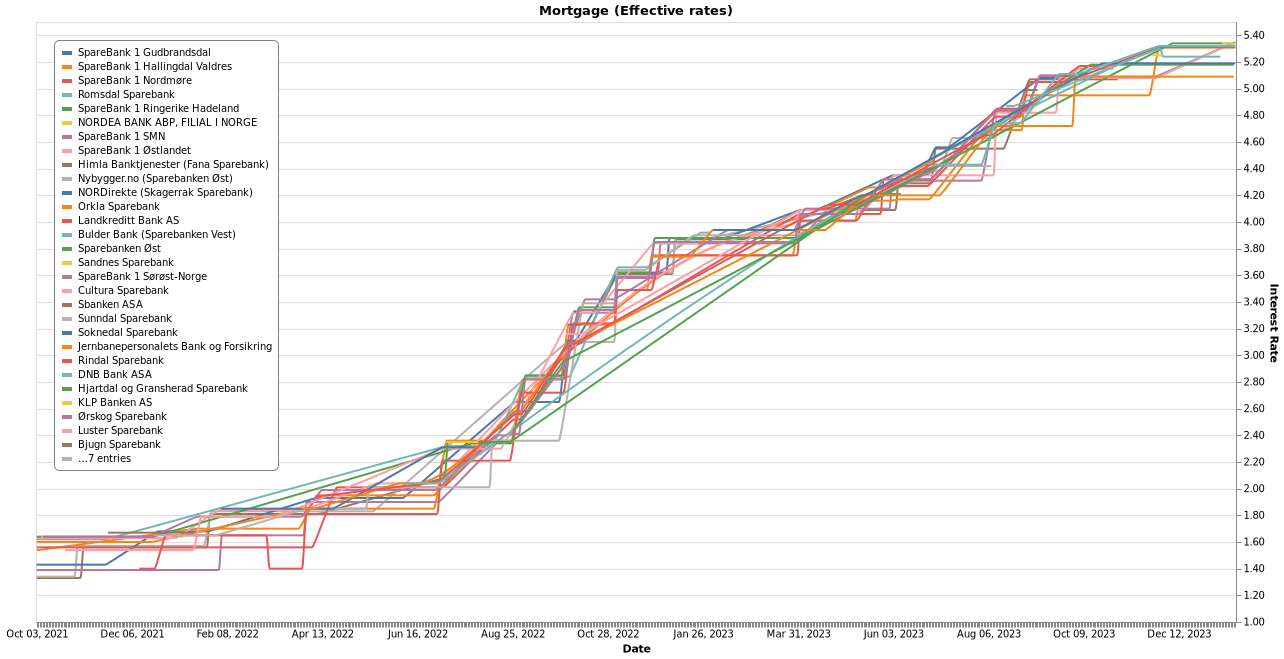 Mortgage (Effective rates)
SpareBank 1 Gudbrandsdal
SpareBank 1 Hallingdal Valdres
SpareBank 1 Nordmøre
Romsdal Sparebank
SpareBank 1 Ringerike Hadeland
NORDEA BANK ABP, FILIAL I NORGE
SpareBank 1 SMN
SpareBank 1 Østlandet
Himla Banktjenester (Fana Sparebank)
Nybygger.no (Sparebanken Øst)
NORDirekte (Skagerrak Sparebank)
Orkla Sparebank
Landkreditt Bank AS
Bulder Bank (Sparebanken Vest)
Sparebanken Øst
Sandnes Sparebank
SpareBank 1 Sørøst-Norge
Cultura Sparebank
Sbanken ASA
Sunndal Sparebank
Soknedal Sparebank
Jernbanepersonalets Bank og Forsikring
Rindal Sparebank
DNB Bank ASA
Hjartdal og Gransherad Sparebank
KLP Banken AS
Ørskog Sparebank
Luster Sparebank
Bjugn Sparebank
...7 entries
5.40
5.20
5.00
4.80
4.60
4.40
4.20
4.00
3.80
3.60
3.40
3.20
3.00
2.80
2.60
2.40
2.20
2.00
1.80
1.60
1.40
1.20
1.00
Interest Rate
Oct 03, 2021 Dec 06, 2021 Feb 08, 2022 Apr 13, 2022 Jun 16, 2022 Aug 25, 2022 Oct 28, 2022 Jan 26, 2023 Mar 31, 2023 Jun 03, 2023 Aug 06, 2023 Oct 09, 2023 Dec 12, 2023
Date